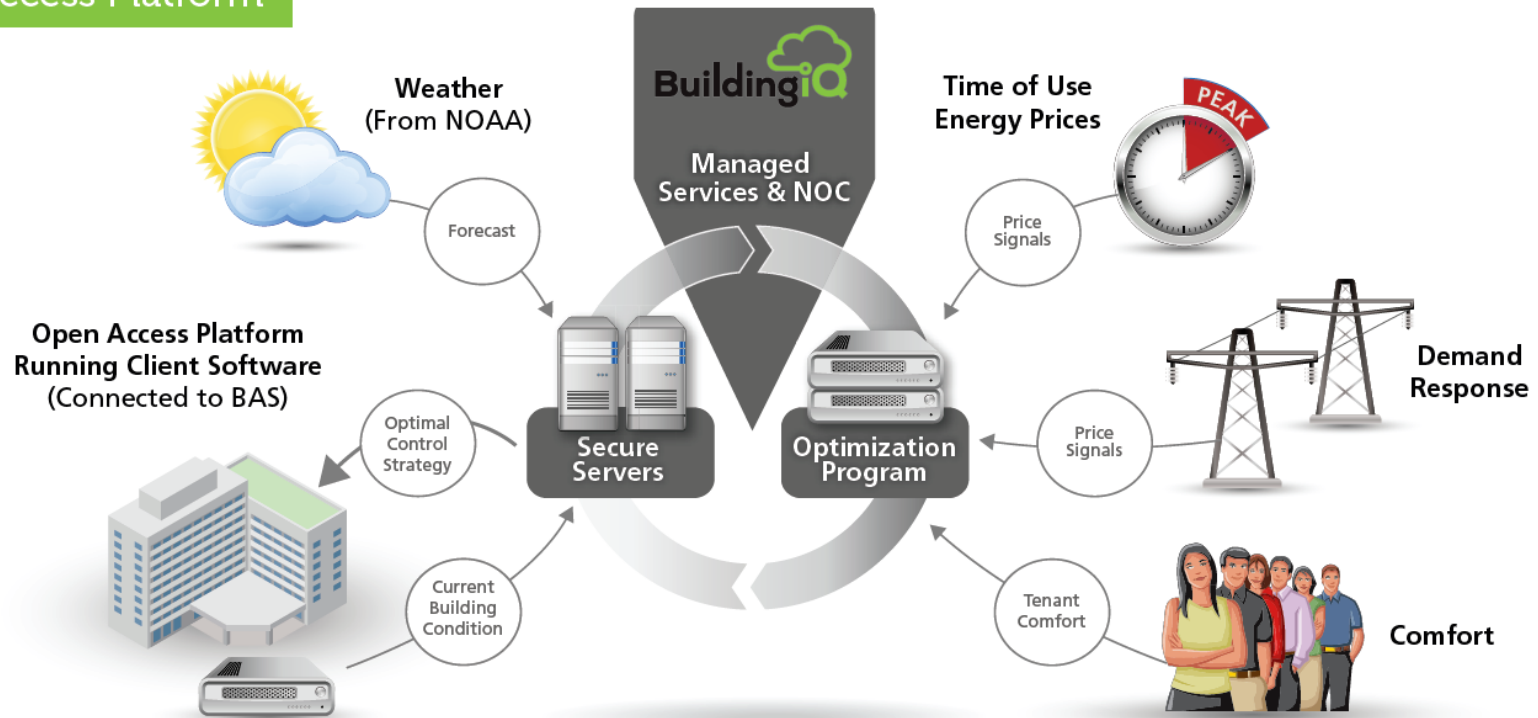 Access Platform
Weather
(From NOAA)
Forecast
BuildingiQ
Managed
Services & NOC
Time of Use
Energy Prices
PEAK
Price
Signals
Open Access Platform
Running Client Software
(Connected to BAS)
Optimal
Control
Strategy
Secure
Servers
Optimization
Program
Price
Signals
Demand
Response
Current
Building
Condition
Tenant
Comfort
Comfort